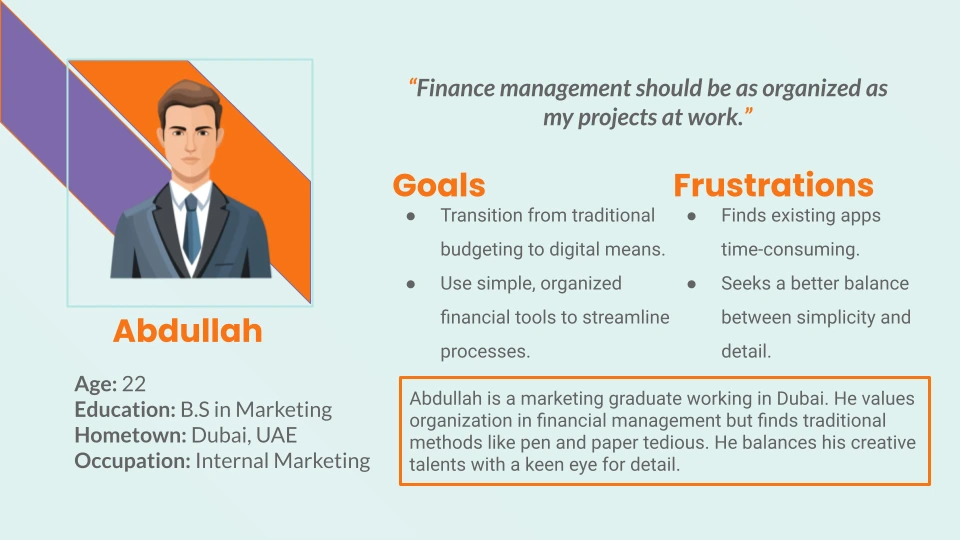 “Finance management should be as organized as
my projects at work.”
Goals
● Transition from traditional
budgeting to digital means.
● Use simple, organized
financial tools to streamline
processes.
Frustrations
● Finds existing apps
time-consuming.
● Seeks a better balance
between simplicity and
detail.
Abdullah
Age: 22
Education: B.S in Marketing
Hometown: Dubai, UAE
Occupation: Internal Marketing
Abdullah is a marketing graduate working in Dubai. He values
organization in financial management but finds traditional
methods like pen and paper tedious. He balances his creative
talents with a keen eye for detail.